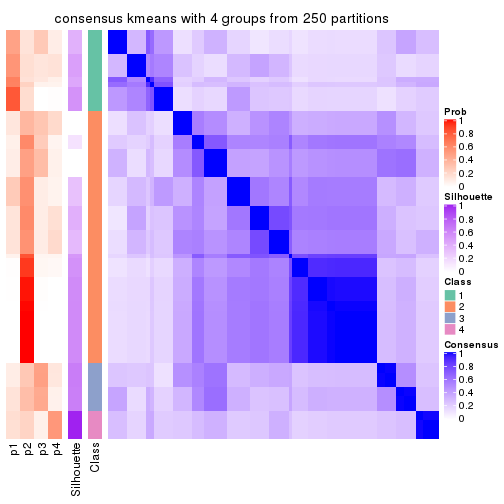 consensus kmeans with 4 groups from 250 partitions
Prob
1
0.8
0.6
0.4
0.2
0
Silhouette
1
0.8
0.6
0.4
0.2
0
Class
1
2
3
4
Consensus
1
0.8
0.6
0.4
0.2
0
p1
p2
p3
p4
Silhouette
Class